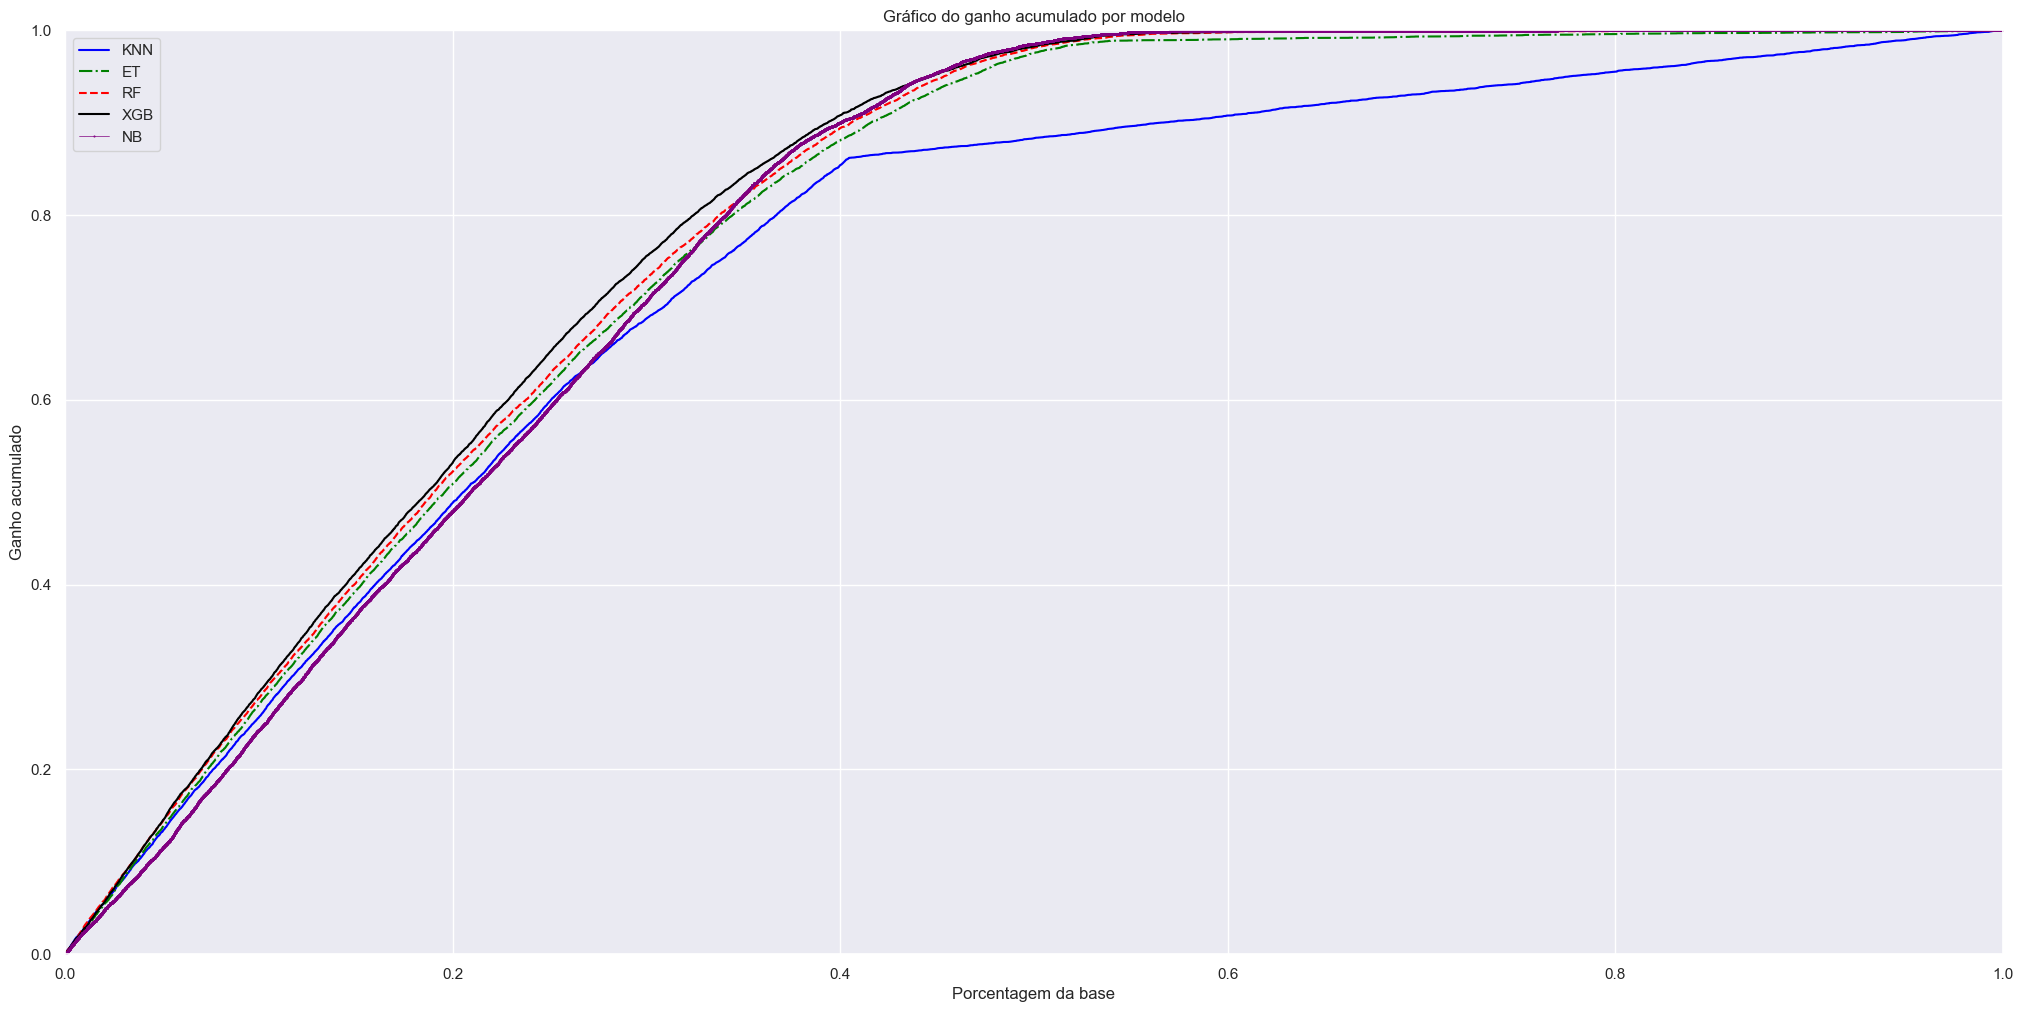 Gráfico do ganho acumulado por modelo
1.0
0.8
0.6
0.4
0.2
0.0
Ganho acumulado
KNN
ET
RF
XGB
NB
0.0 0.2 0.4 0.6 0.8 1.0
Porcentagem da base